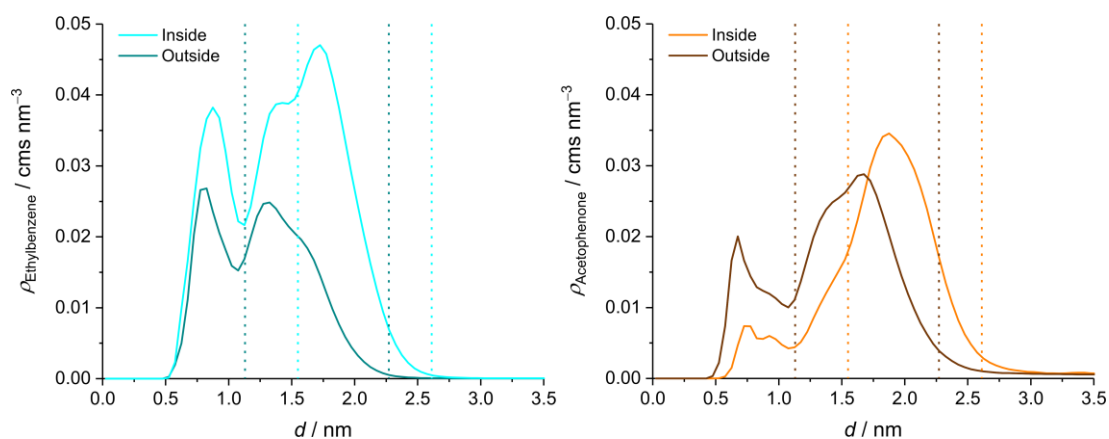 0.05
0.04
0.03
0.02
0.01
0.00
ρEthylbenzene / cms nm⁻³
Inside
Outside
0.0 0.5 1.0 1.5 2.0 2.5 3.0 3.5
d / nm
0.05
0.04
0.03
0.02
0.01
0.00
ρAcetophenone / cms nm⁻³
Inside
Outside
0.0 0.5 1.0 1.5 2.0 2.5 3.0 3.5
d / nm